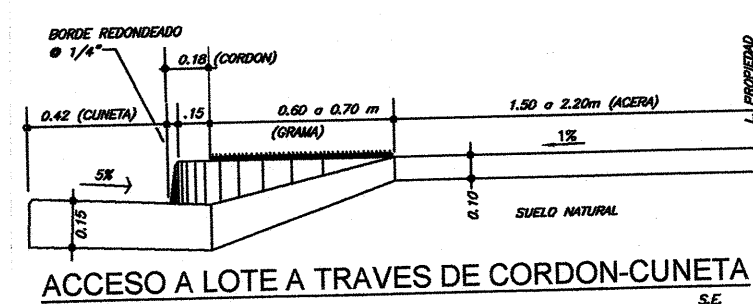 BORDE REDONDEADO
@ 1/4"
0.18 (CORDON)
L. PROPIEDAD
0.42 (CUNETA)
.15
0.60 a 0.70 m
(GRAMA)
1.50 a 2.20m (ACERA)
1%
5%
0.15
0.10
SUELO NATURAL
ACCESO A LOTE A TRAVES DE CORDON-CUNETA
S.E.